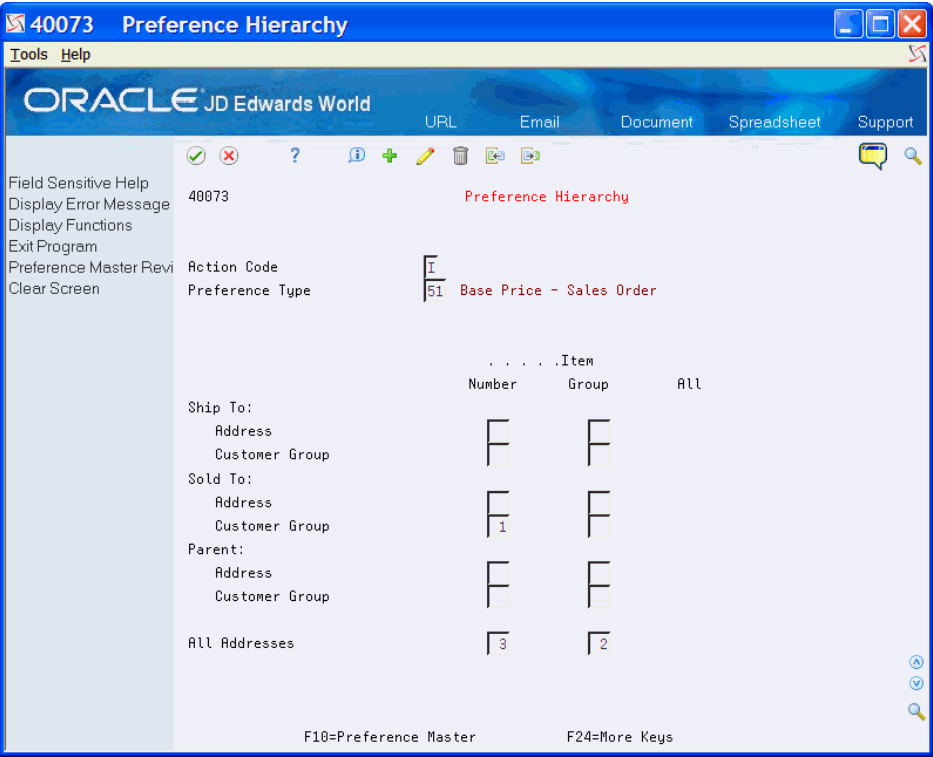 40073 Preference Hierarchy
Tools Help
ORACLE JD Edwards World
URL Email Document Spreadsheet Support
Field Sensitive Help
Display Error Message
Display Functions
Exit Program
Preference Master Revi
Clear Screen
40073 Preference Hierarchy
Action Code I
Preference Type 51 Base Price - Sales Order
. . . . .Item
Number Group All
Ship To:
Address
Customer Group
Sold To:
Address
Customer Group 1
Parent:
Address
Customer Group
All Addresses 3 2
F10=Preference Master F24=More Keys